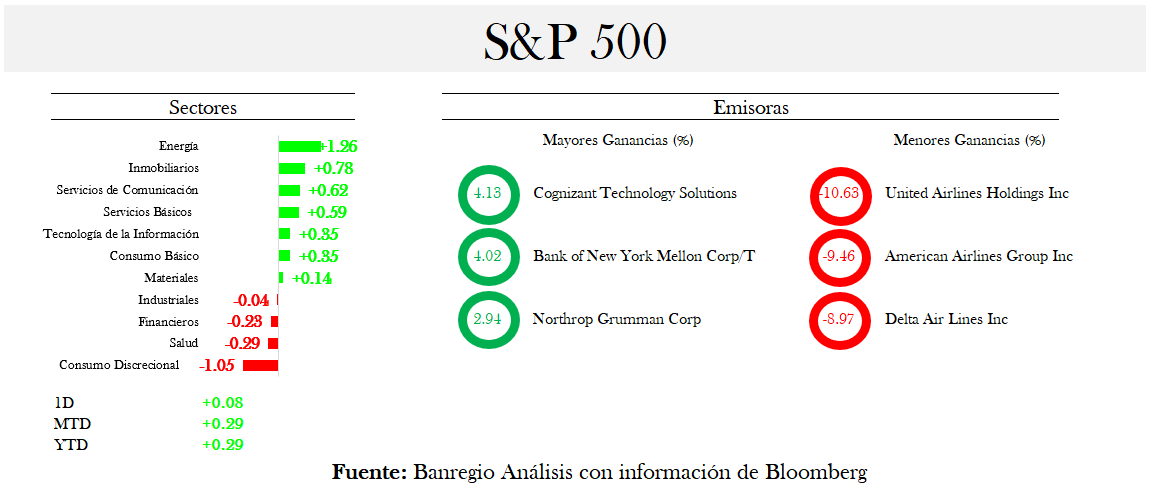 S&P 500
Sectores
Energía +1.26
Inmobiliarios +0.78
Servicios de Comunicación +0.62
Servicios Básicos +0.59
Tecnología de la Información +0.35
Consumo Básico +0.35
Materiales +0.14
Industriales -0.04
Financieros -0.23
Salud -0.29
Consumo Discrecional -1.05
1D +0.08
MTD +0.29
YTD +0.29
Emisoras
Mayores Ganancias (%)
4.13 Cognizant Technology Solutions
4.02 Bank of New York Mellon Corp/T
2.94 Northrop Grumman Corp
Menores Ganancias (%)
-10.63 United Airlines Holdings Inc
-9.46 American Airlines Group Inc
-8.97 Delta Air Lines Inc
Fuente: Banregio Análisis con información de Bloomberg